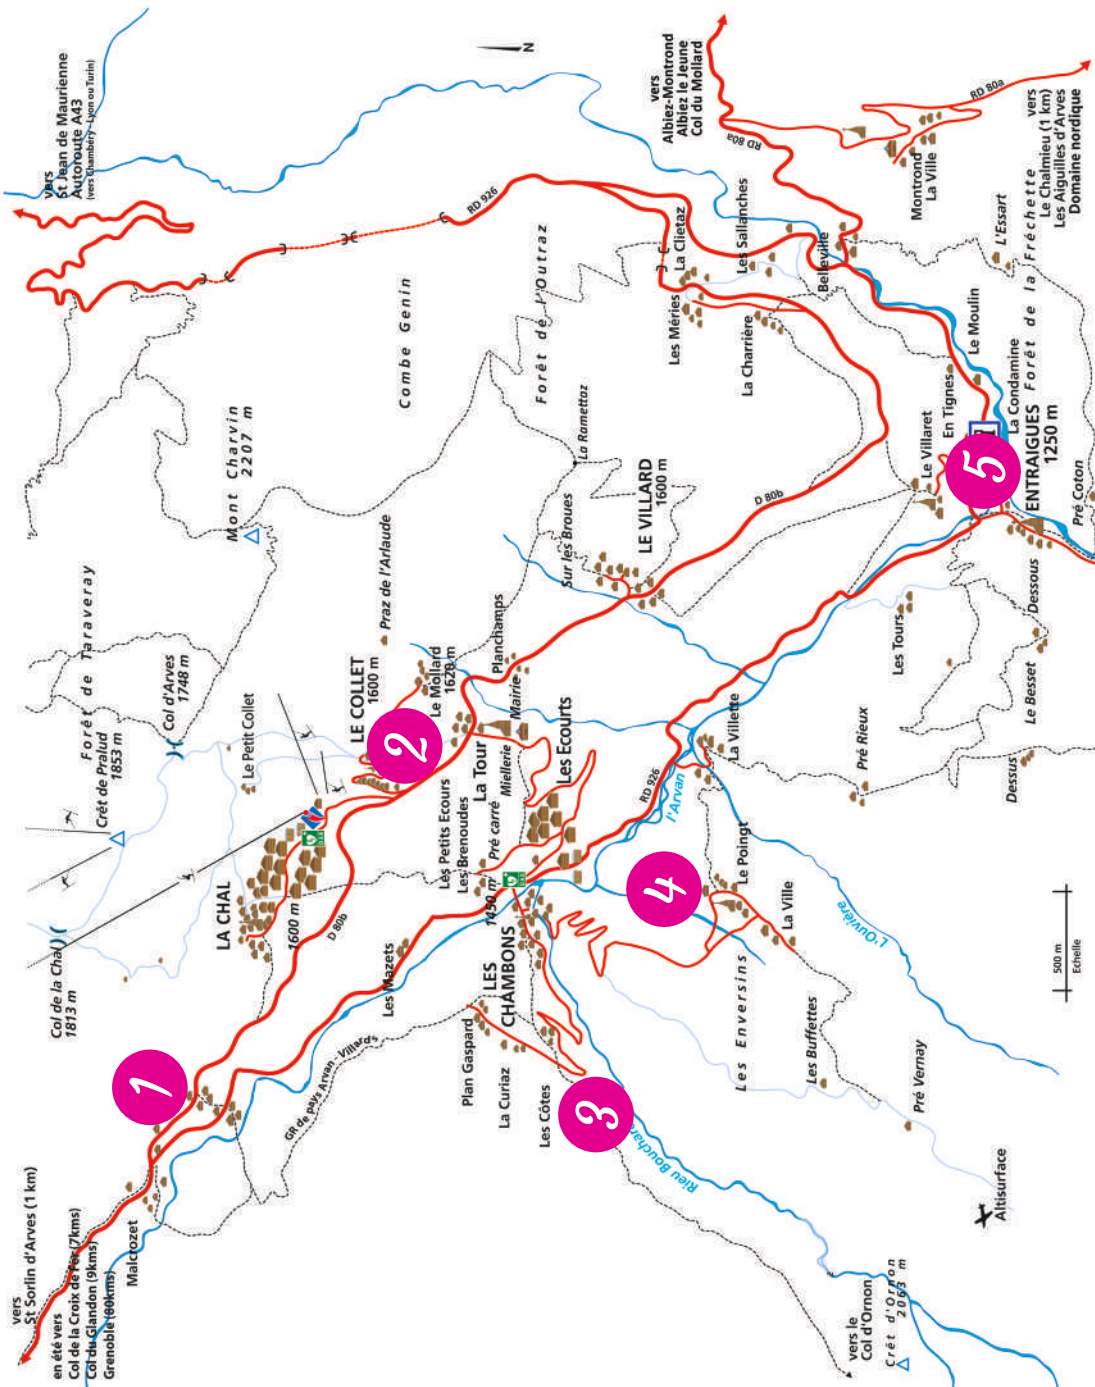 vers
St Sorlin d'Arves (1 km)
en été vers
Col de la Croix de Fer (7kms)
Col du Glandon (9kms)
Grenoble (80kms)
Malcrozet
1
Col de la Chal
1813 m
Crêt de Pralud
1853 m
Forêt de Taraveray
Col d'Arves
1748 m
Mont Charvin
2207 m
vers
St Jean de Maurienne
Autoroute A43
(vers Chambéry - Lyon ou Turin)
N
LA CHAL
1600 m
D 80b
Le Petit Collet
LE COLLET
1600 m
2
Praz de l'Arlaude
Le Mollard
1620 m
Combe Genin
RD 926
GR de pays Arvan - Villards
Les Mazets
Les Petits Ecours
Les Brenoudes
Pré carré
1450 m
La Tour
Miellerie
Mairie
Planchamps
Les Ecourts
Forêt de l'Outraz
La Ramettaz
Sur les Broues
LE VILLARD
1600 m
Plan Gaspard
La Curiaz
Les Côtes
LES
CHAMBONS
3
Rieu Bouchard
4
RD 926
l'Arvan
La Villette
Le Poingt
La Ville
Les Enversins
Les Buffettes
Pré Vernay
L'Ouvière
Altisurface
vers le
Col d'Ornon
Crêt d'Ornon
2063 m
500 m
Echelle
D 80b
Les Méries
La Clietaz
La Charrière
Les Sallanches
Belleville
vers
Albiez-Montrond
Albiez le Jeune
Col du Mollard
RD 80a
RD 80a
Montrond
La Ville
vers
Le Chalmieu (1 km)
Les Aiguilles d'Arves
Domaine nordique
L'Essart
Forêt de la Fréchette
Le Moulin
En Tignes
La Condamine
Le Villaret
5
ENTRAIGUES
1250 m
Pré Coton
Les Tours
Dessous
Le Besset
Dessus
Pré Rieux